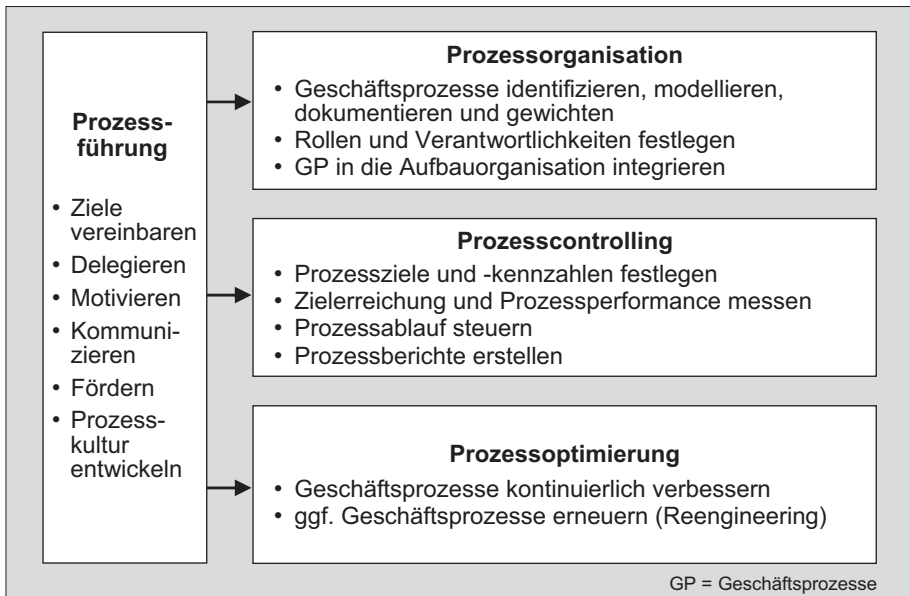 Prozess-
führung
• Ziele
vereinbaren
• Delegieren
• Motivieren
• Kommuni-
zieren
• Fördern
• Prozess-
kultur
entwickeln
Prozessorganisation
• Geschäftsprozesse identifizieren, modellieren,
dokumentieren und gewichten
• Rollen und Verantwortlichkeiten festlegen
• GP in die Aufbauorganisation integrieren
Prozesscontrolling
• Prozessziele und -kennzahlen festlegen
• Zielerreichung und Prozessperformance messen
• Prozessablauf steuern
• Prozessberichte erstellen
Prozessoptimierung
• Geschäftsprozesse kontinuierlich verbessern
• ggf. Geschäftsprozesse erneuern (Reengineering)
GP = Geschäftsprozesse